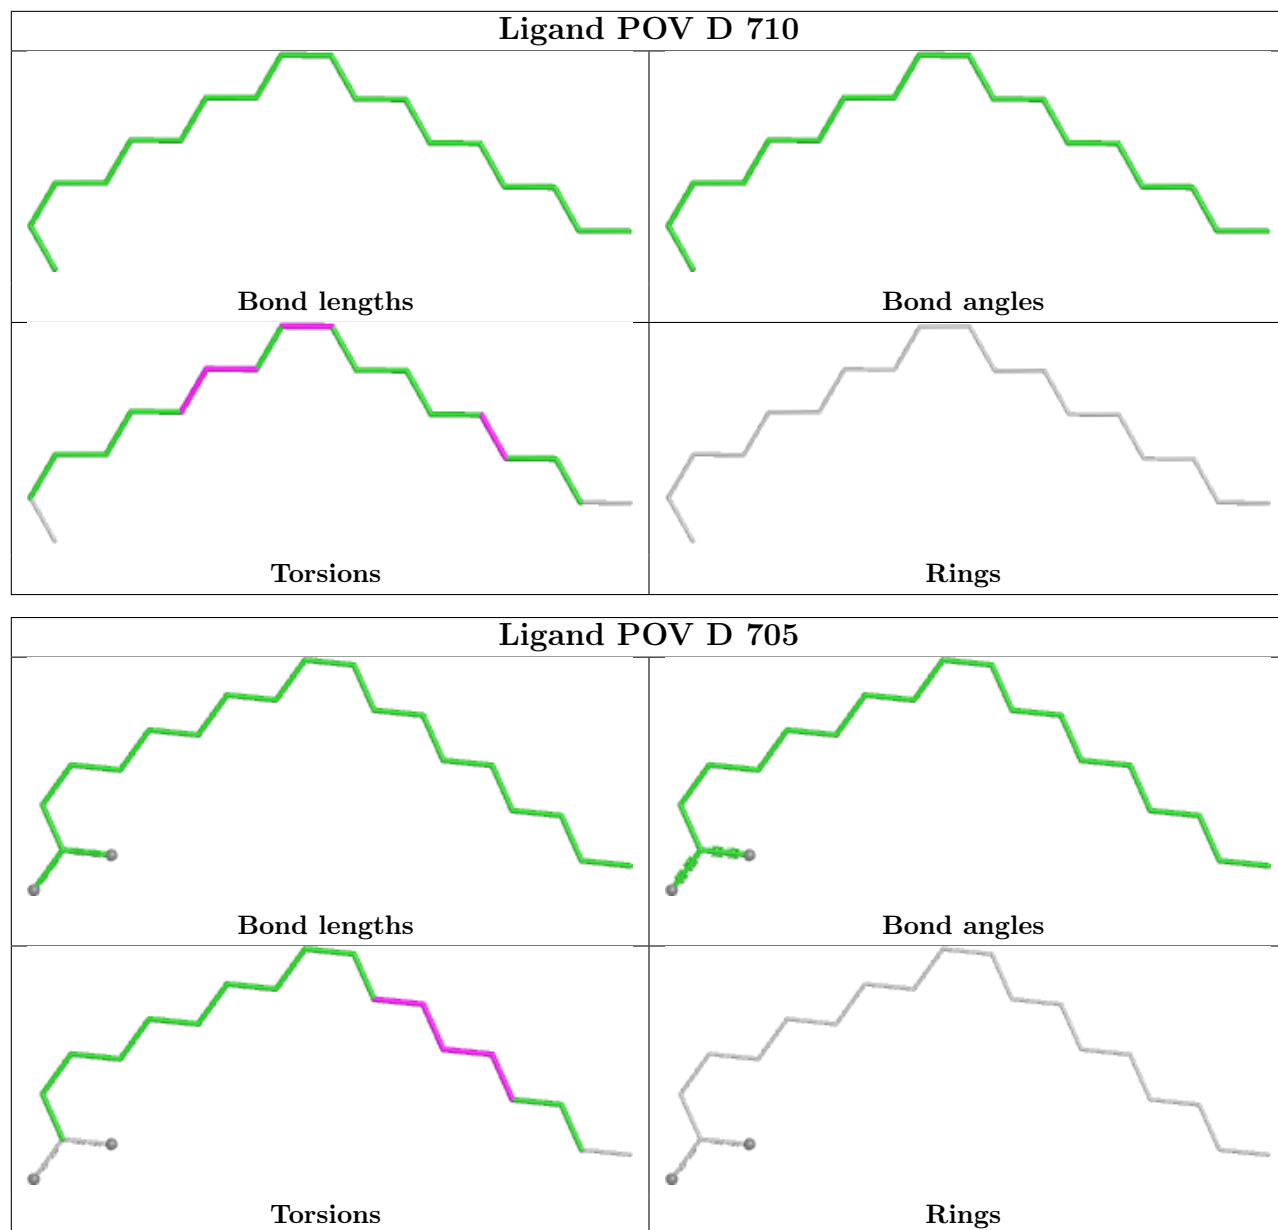 Ligand POV D 710
Bond lengths
Bond angles
Torsions
Rings
Ligand POV D 705
Bond lengths
Bond angles
Torsions
Rings